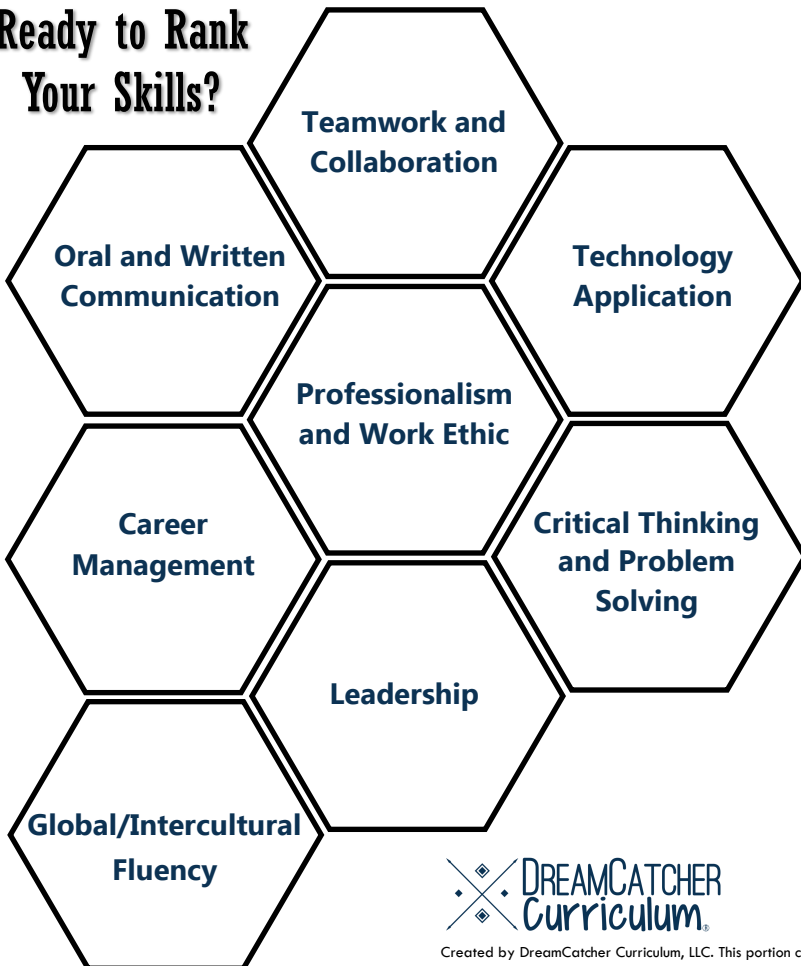 Ready to Rank
Your Skills?
Teamwork and
Collaboration
Oral and Written
Communication
Technology
Application
Professionalism
and Work Ethic
Career
Management
Critical Thinking
and Problem
Solving
Leadership
Global/Intercultural
Fluency
DREAMCATCHER
Curriculum®
Created by DreamCatcher Curriculum, LLC. This portion c